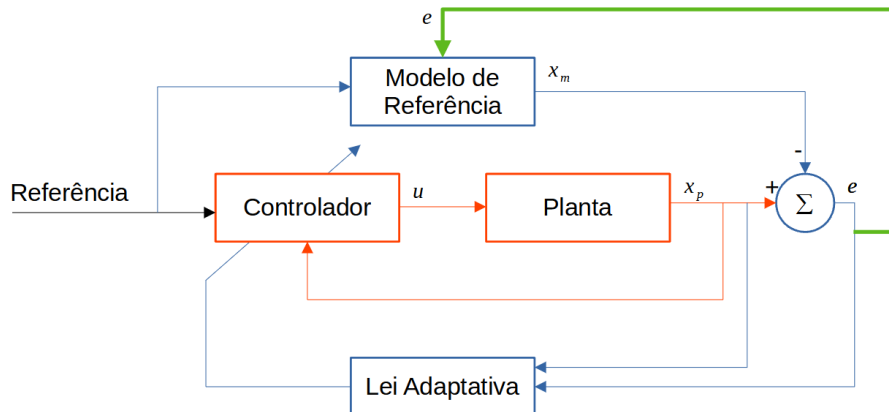 e
Modelo de
Referência
x_m
Referência
Controlador
u
Planta
x_p
+
-
Σ
e
Lei Adaptativa